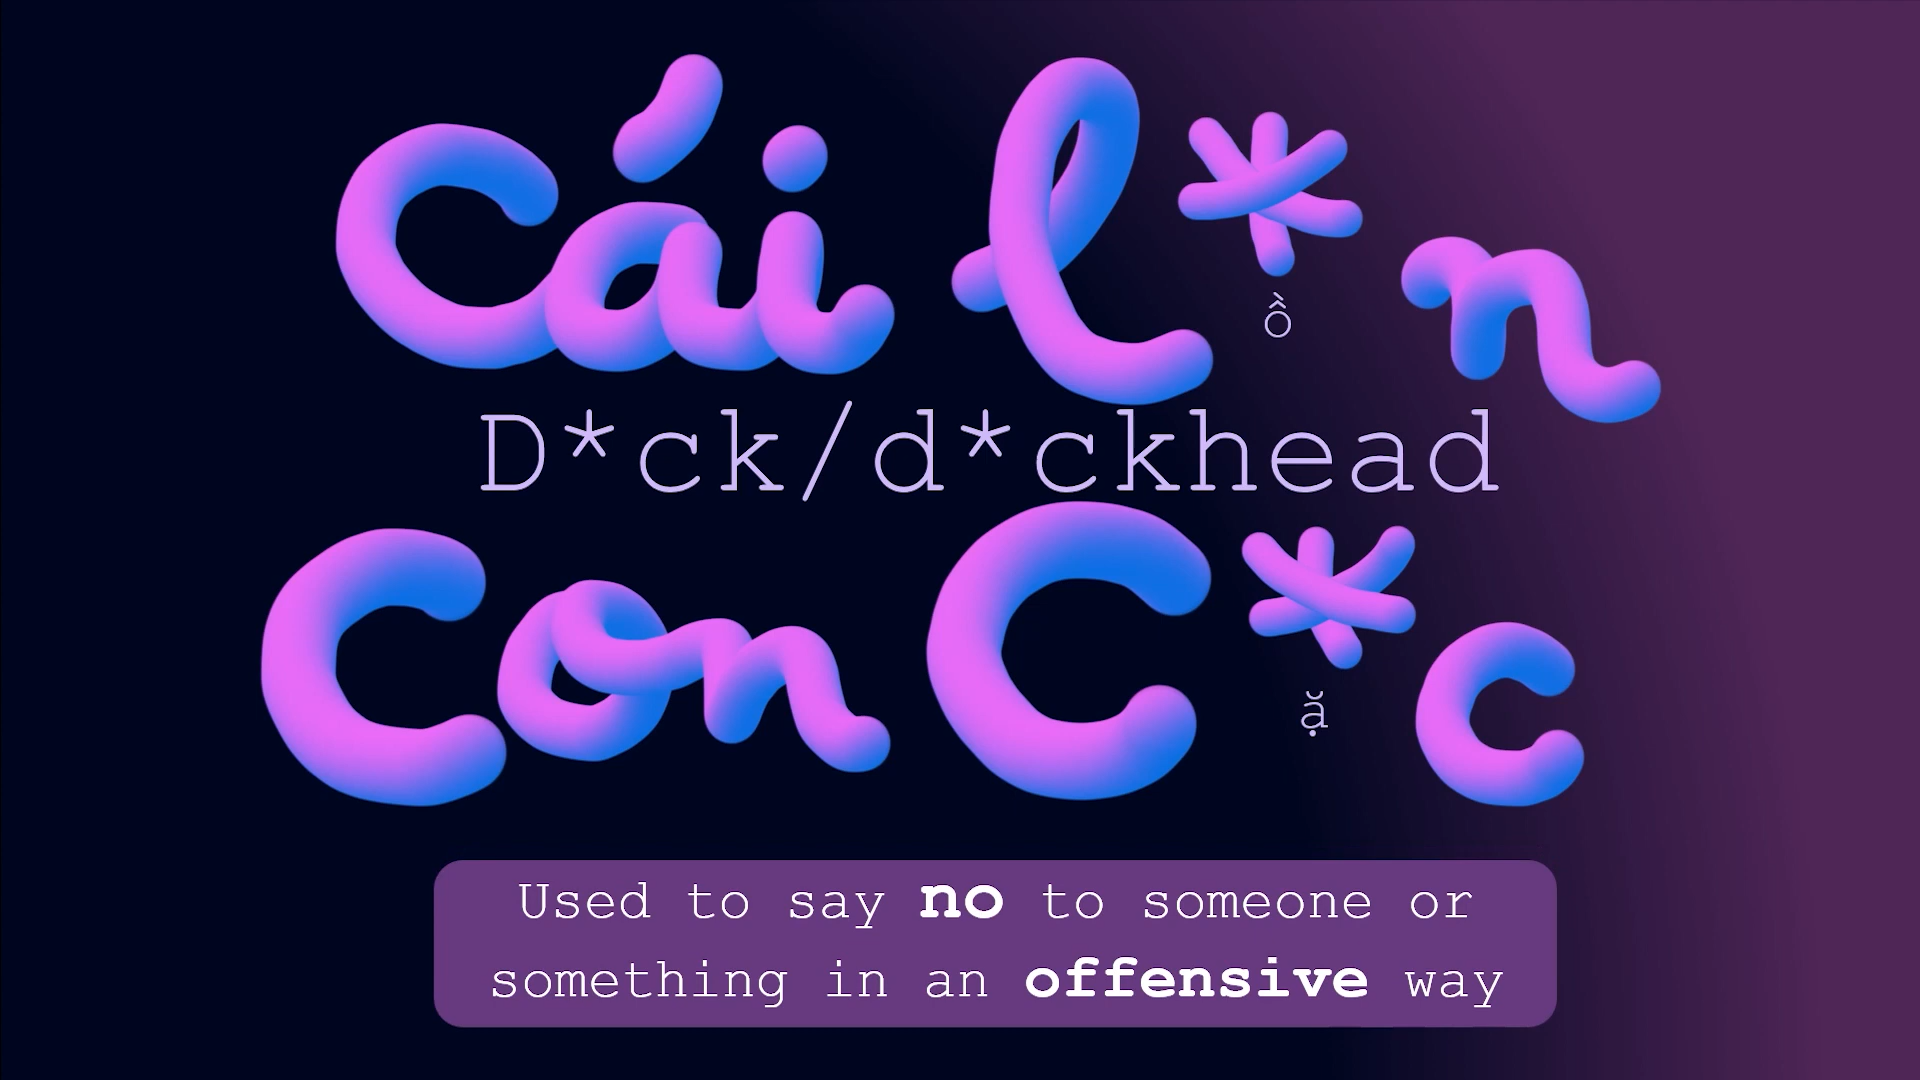 Cái l*n
ồ
D*ck/d*ckhead
Con C*c
ặ
Used to say no to someone or
something in an offensive way